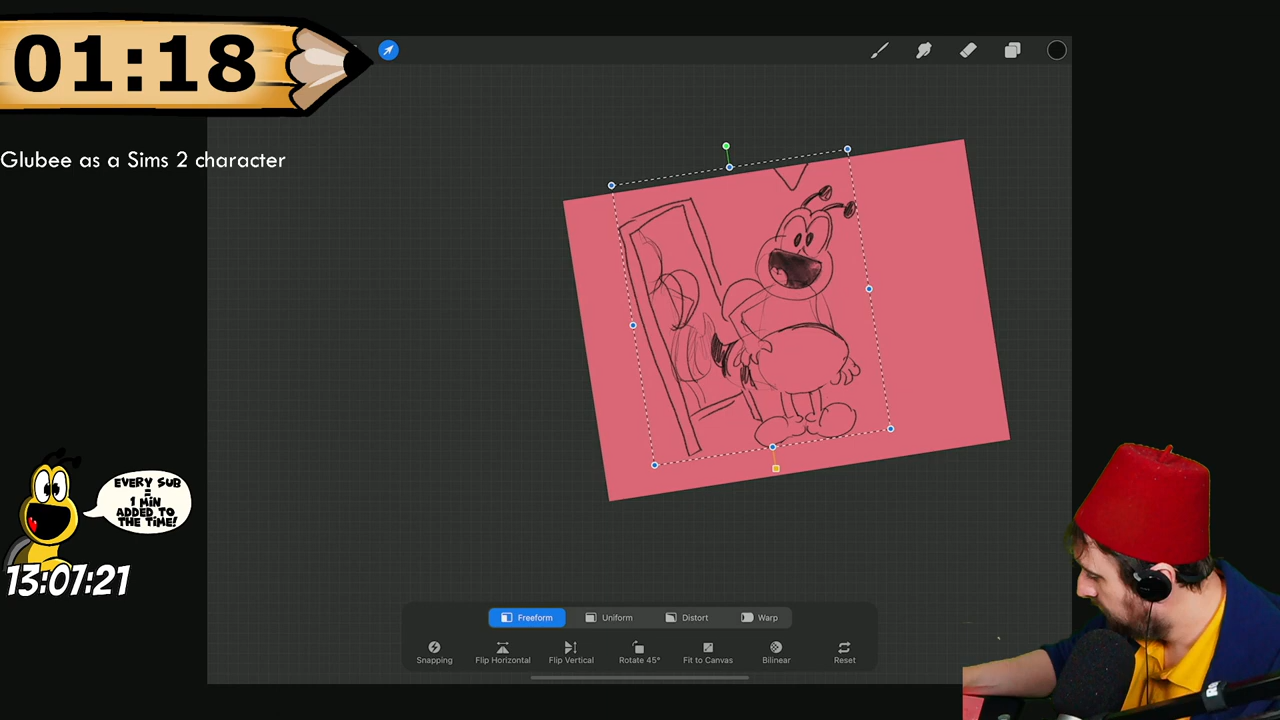 01:18
Glubee as a Sims 2 character
EVERY SUB
=
1 MIN
ADDED TO
THE TIME!
13:07:21
Freeform
Uniform
Distort
Warp
Snapping
Flip Horizontal
Flip Vertical
Rotate 45°
Fit to Canvas
Bilinear
Reset